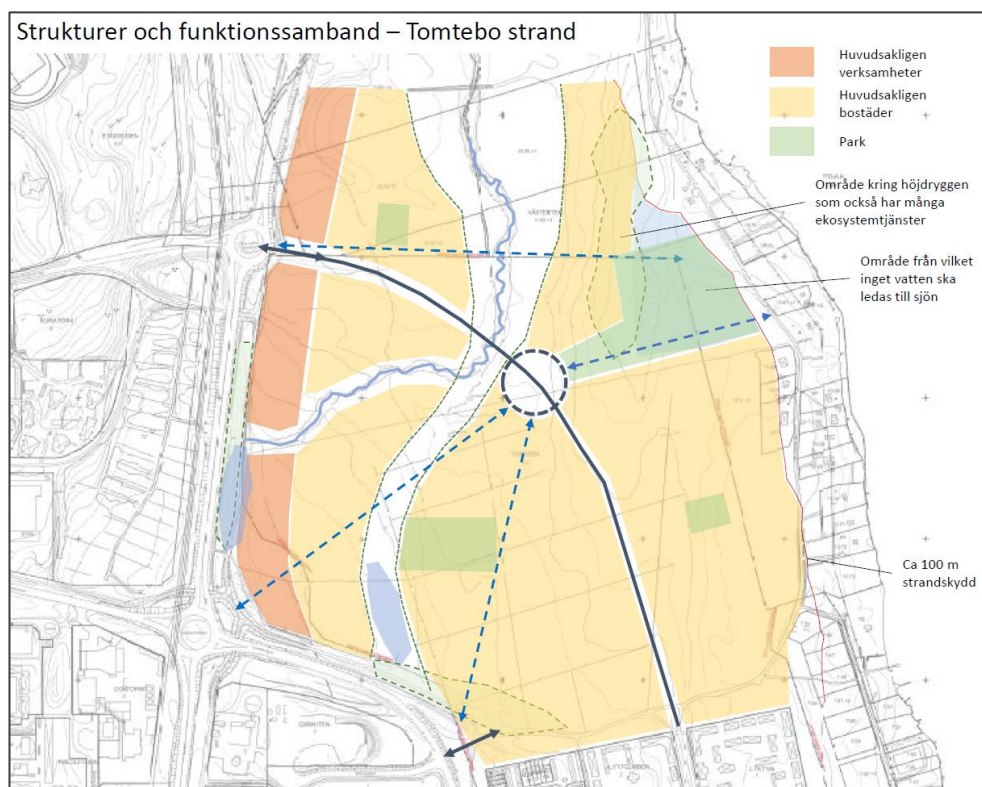 Strukturer och funktionssamband – Tomtebo strand
Huvudsakligen
verksamheter
Huvudsakligen
bostäder
Park
Område kring höjdryggen
som också har många
ekosystemtjänster
Område från vilket
inget vatten ska
ledas till sjön
Ca 100 m
strandskydd